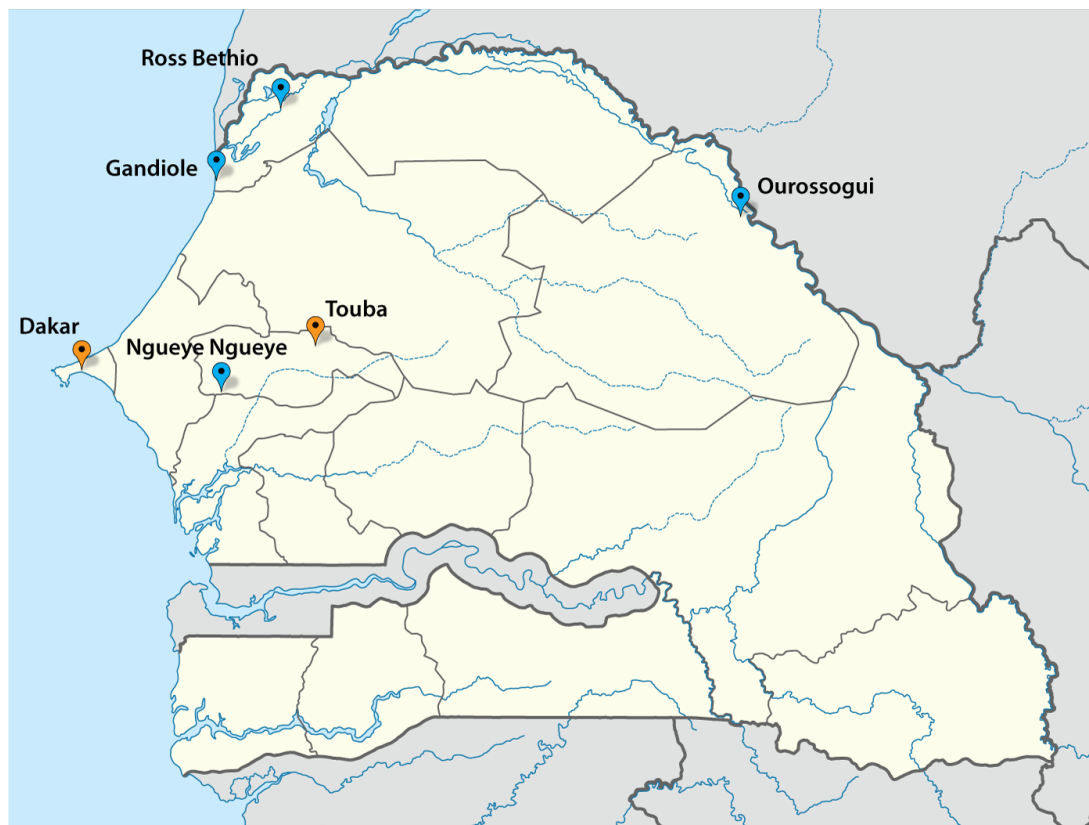 Ross Bethio
Gandiole
Ourossogui
Touba
Dakar
Ngueye Ngueye